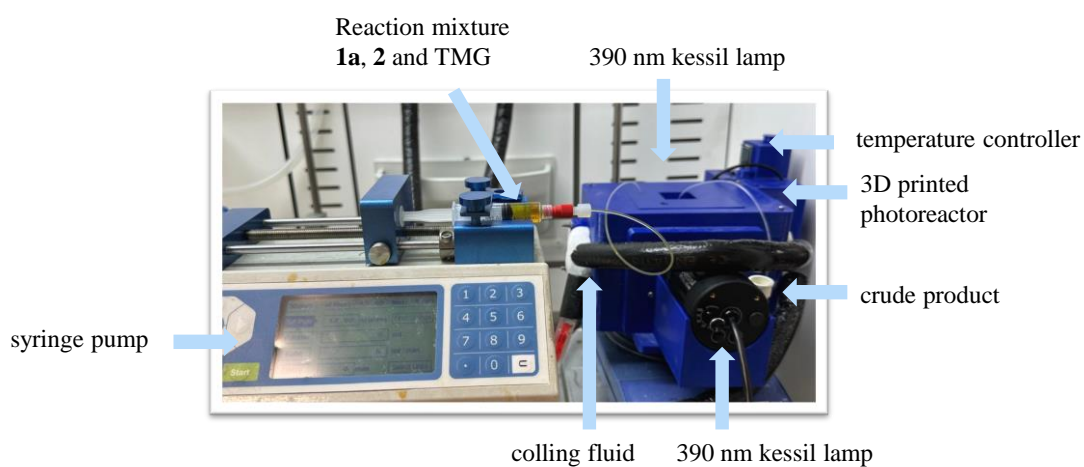 Reaction mixture
1a, 2 and TMG
390 nm kessil lamp
temperature controller
3D printed
photoreactor
crude product
syringe pump
colling fluid
390 nm kessil lamp
1 2 3
4 5 6
7 8 9
. 0
Start